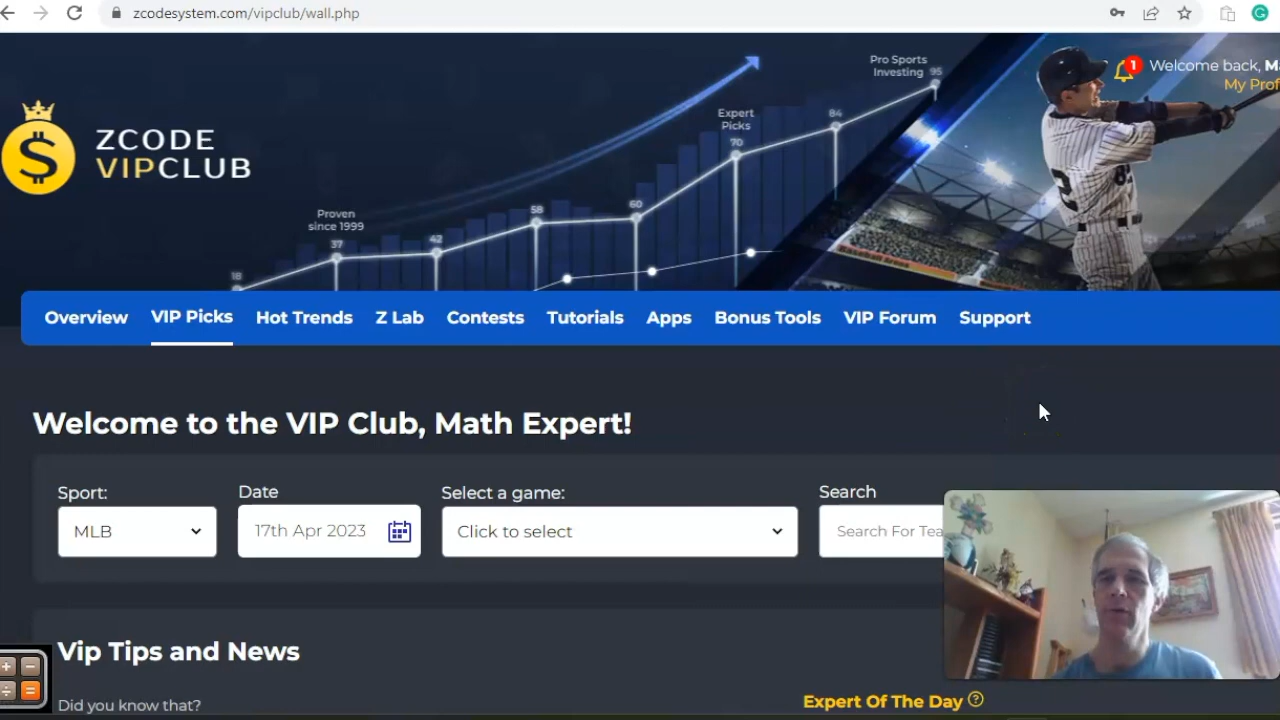 zcodesystem.com/vipclub/wall.php
Pro Sports
Investing 95
1
Welcome back, Ma
My Prof
ZCODE
VIPCLUB
Expert
Picks
70
84
Proven
since 1999
37
42
58
60
18
2
Overview VIP Picks Hot Trends Z Lab Contests Tutorials Apps Bonus Tools VIP Forum Support
Welcome to the VIP Club, Math Expert!
Sport: Date Select a game: Search
MLB 17th Apr 2023 Click to select Search For Tea
Vip Tips and News
Did you know that?
Expert Of The Day